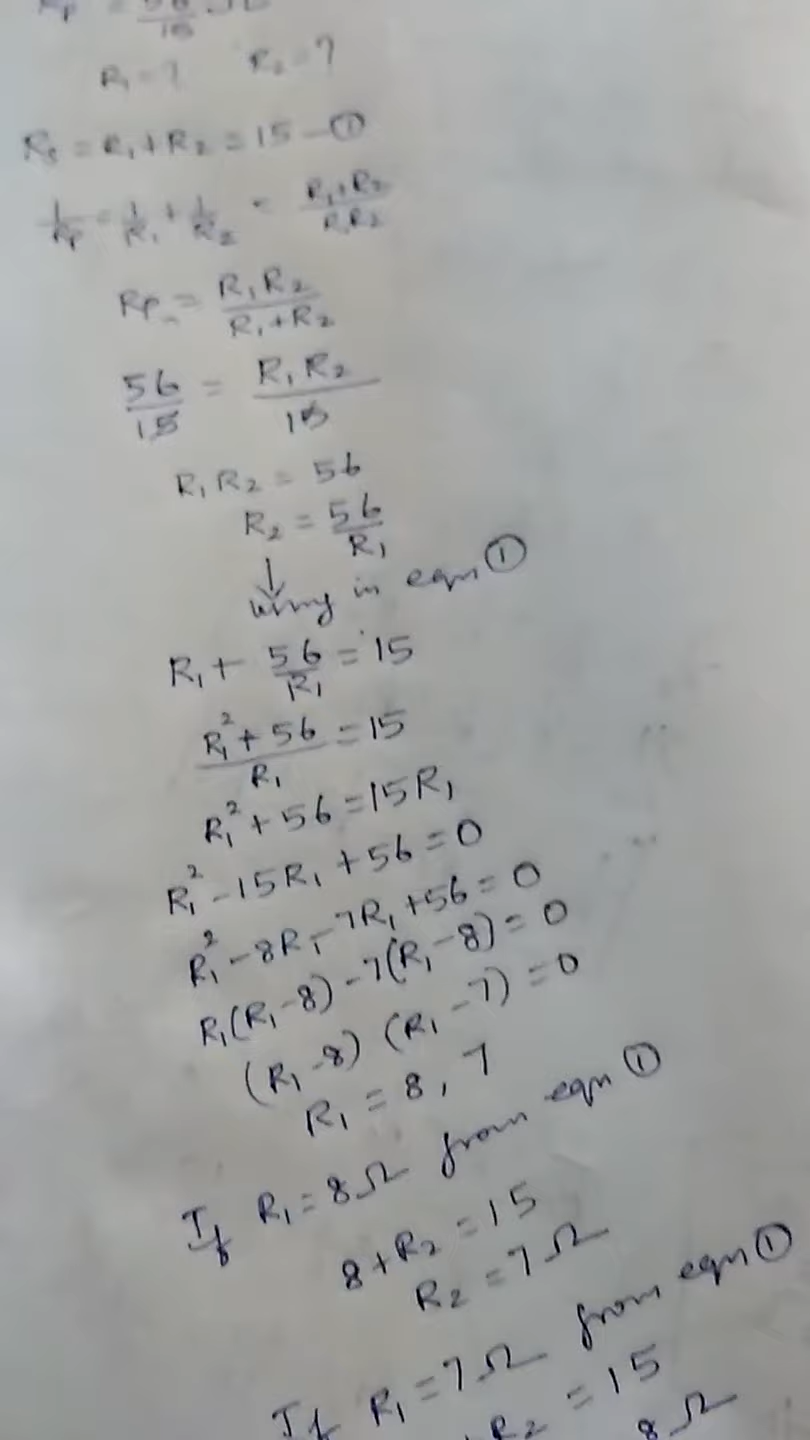 Rp = 56/15 Ω
R₁ = ? R₂ = ?
Rs = R₁ + R₂ = 15 — ①
1/Rp = 1/R₁ + 1/R₂ = R₁+R₂/R₁R₂
Rp = R₁R₂/R₁+R₂
56/15 = R₁R₂/15
R₁R₂ = 56
R₂ = 56/R₁
↓
using in eqn ①
R₁ + 56/R₁ = 15
R₁² + 56/R₁ = 15
R₁² + 56 = 15R₁
R₁² - 15R₁ + 56 = 0
R₁² - 8R₁ - 7R₁ + 56 = 0
R₁(R₁-8) - 7(R₁-8) = 0
(R₁-8) (R₁-7) = 0
R₁ = 8, 7
If R₁ = 8Ω from eqn ①
8 + R₂ = 15
R₂ = 7Ω
If R₁ = 7Ω from eqn ①
+ R₂ = 15
8Ω